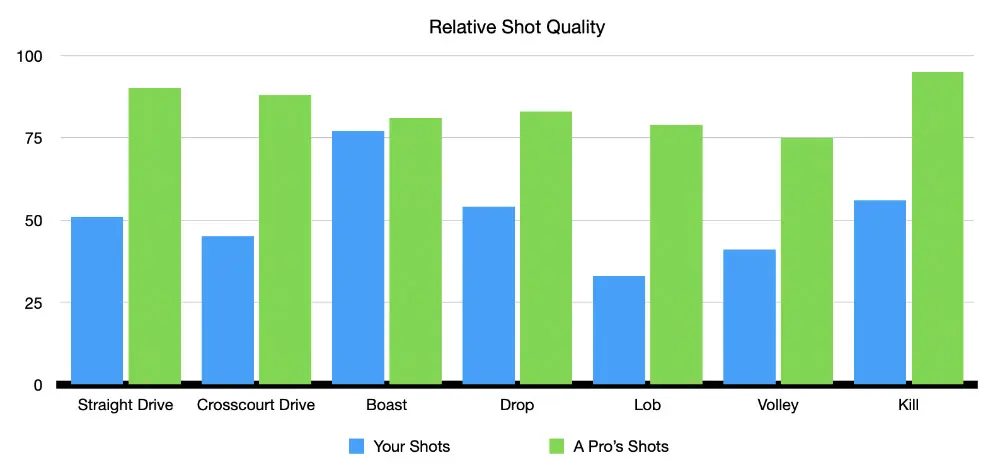 Relative Shot Quality
100
75
50
25
0
Straight Drive Crosscourt Drive Boast Drop Lob Volley Kill
Your Shots A Pro’s Shots